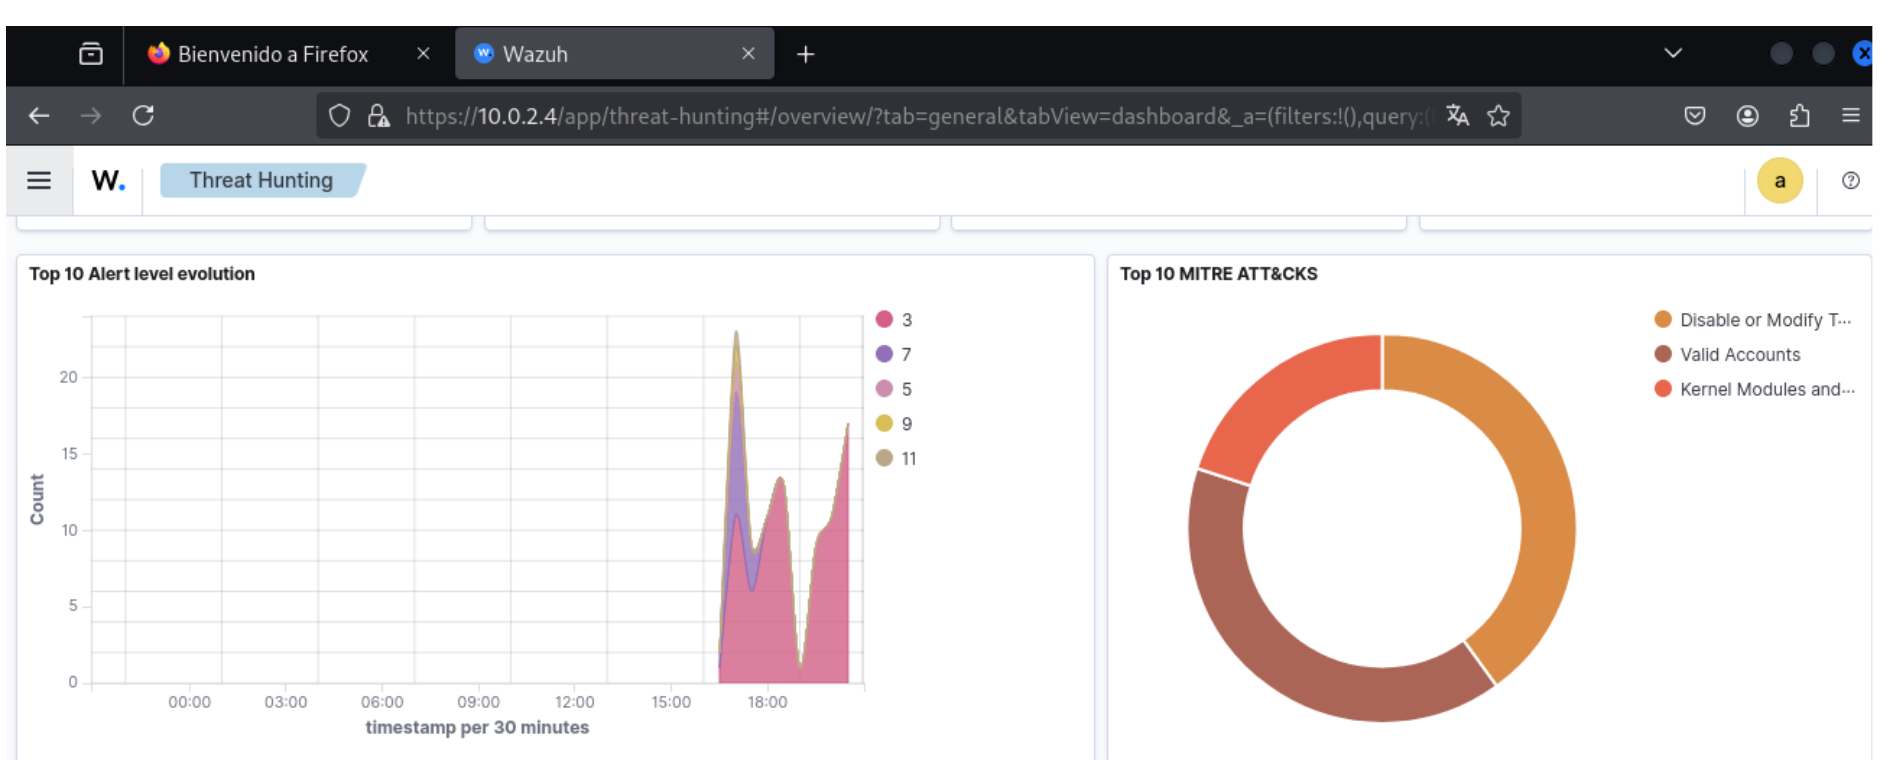 Bienvenido a Firefox
Wazuh
https://10.0.2.4/app/threat-hunting#/overview/?tab=general&tabView=dashboard&_a=(filters:!(),query:(
W.
Threat Hunting
a
Top 10 Alert level evolution
20
15
10
5
0
Count
00:00 03:00 06:00 09:00 12:00 15:00 18:00
timestamp per 30 minutes
3
7
5
9
11
Top 10 MITRE ATT&CKS
Disable or Modify T...
Valid Accounts
Kernel Modules and...